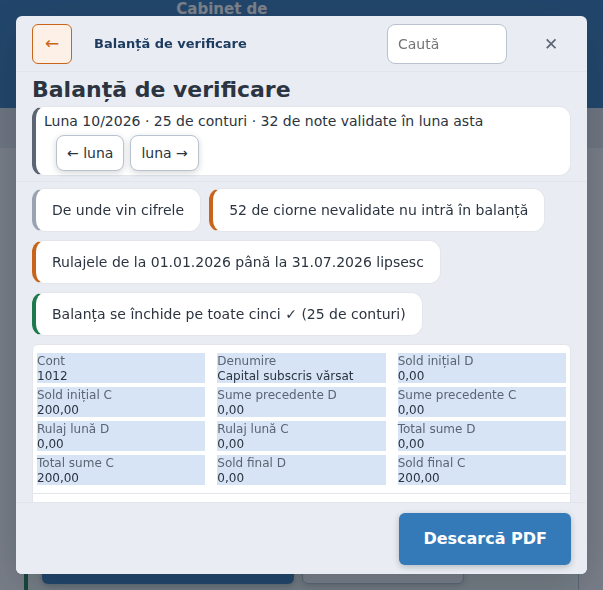 Cabinet de
←
Balanță de verificare
Caută
✕
Balanță de verificare
Luna 10/2026 · 25 de conturi · 32 de note validate în luna asta
← luna
luna →
De unde vin cifrele
52 de ciorne nevalidate nu intră în balanță
Rulajele de la 01.01.2026 până la 31.07.2026 lipsesc
Balanța se închide pe toate cinci ✓ (25 de conturi)
Cont
1012
Denumire
Capital subscris vărsat
Sold inițial D
0,00
Sold inițial C
200,00
Sume precedente D
0,00
Sume precedente C
0,00
Rulaj lună D
0,00
Rulaj lună C
0,00
Total sume D
0,00
Total sume C
200,00
Sold final D
0,00
Sold final C
200,00
Descarcă PDF